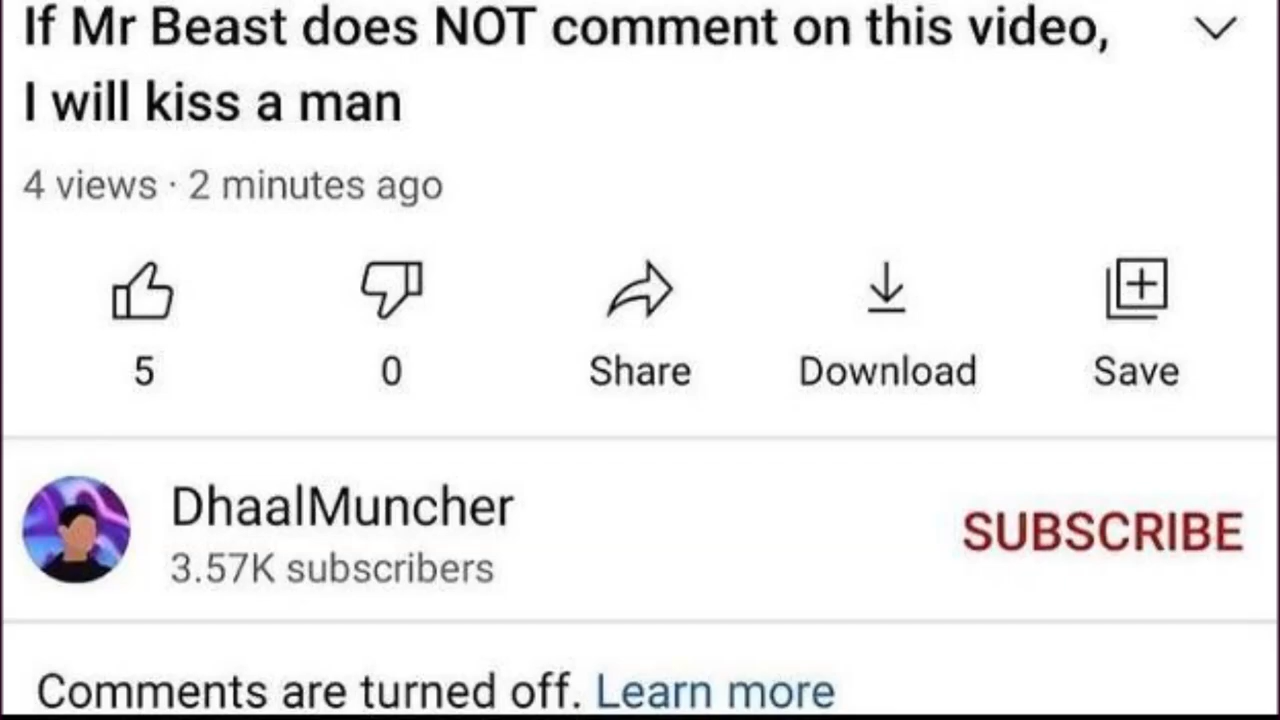 If Mr Beast does NOT comment on this video,
I will kiss a man
4 views · 2 minutes ago
5 0 Share Download Save
DhaalMuncher
SUBSCRIBE
3.57K subscribers
Comments are turned off. Learn more